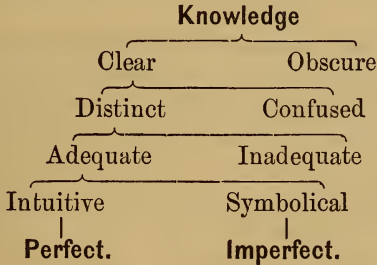 Knowledge
Clear Obscure
Distinct Confused
Adequate Inadequate
Intuitive Symbolical
Perfect. Imperfect.